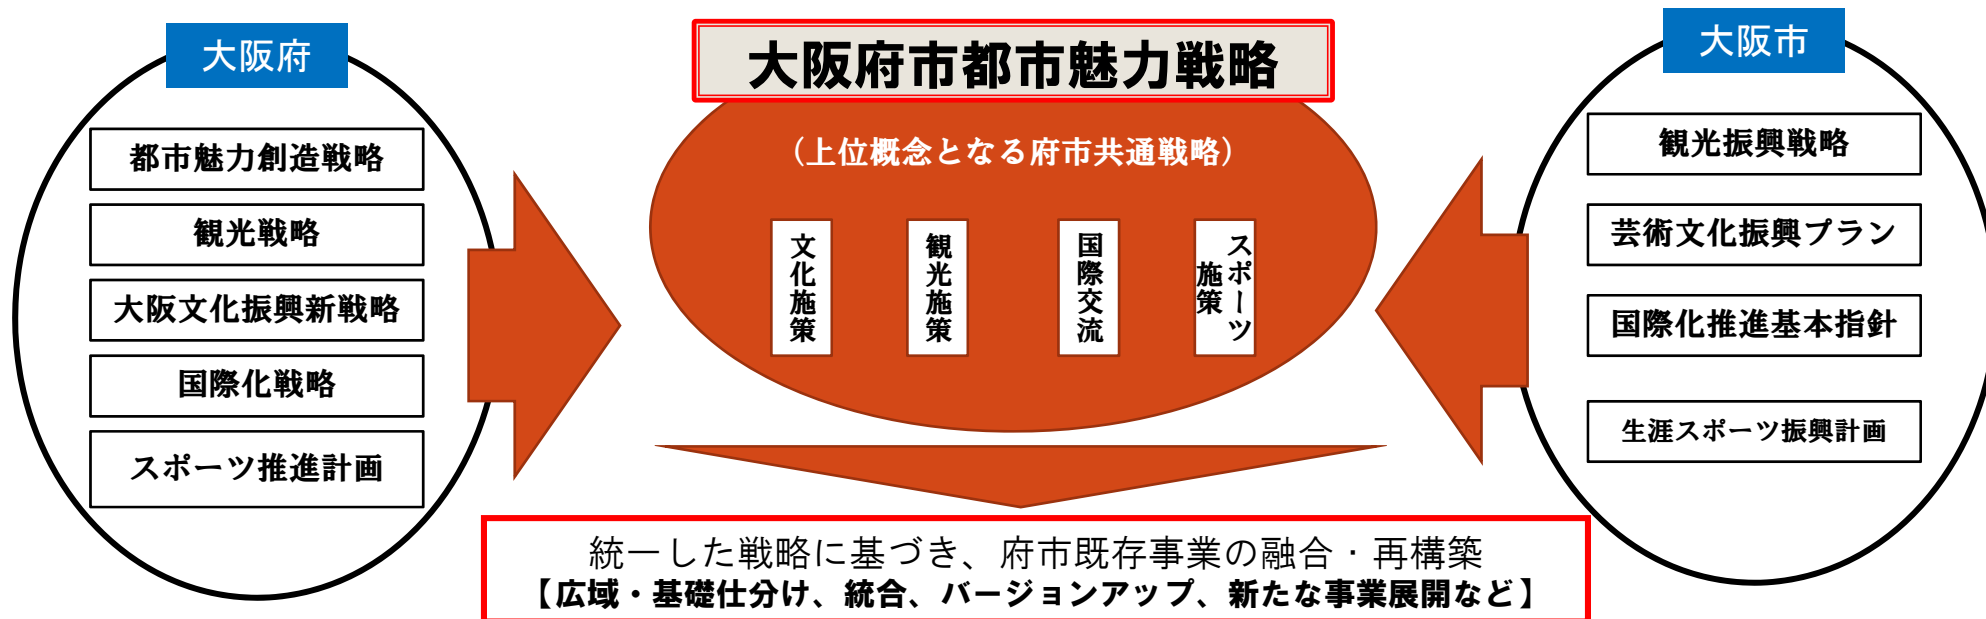 大阪府
都市魅力創造戦略
観光戦略
大阪文化振興新戦略
国際化戦略
スポーツ推進計画
大阪府市都市魅力戦略
(上位概念となる府市共通戦略)
文化施策
観光施策
国際交流
スポーツ
施策
大阪市
観光振興戦略
芸術文化振興プラン
国際化推進基本指針
生涯スポーツ振興計画
統一した戦略に基づき、府市既存事業の融合・再構築
【広域・基礎仕分け、統合、バージョンアップ、新たな事業展開など】